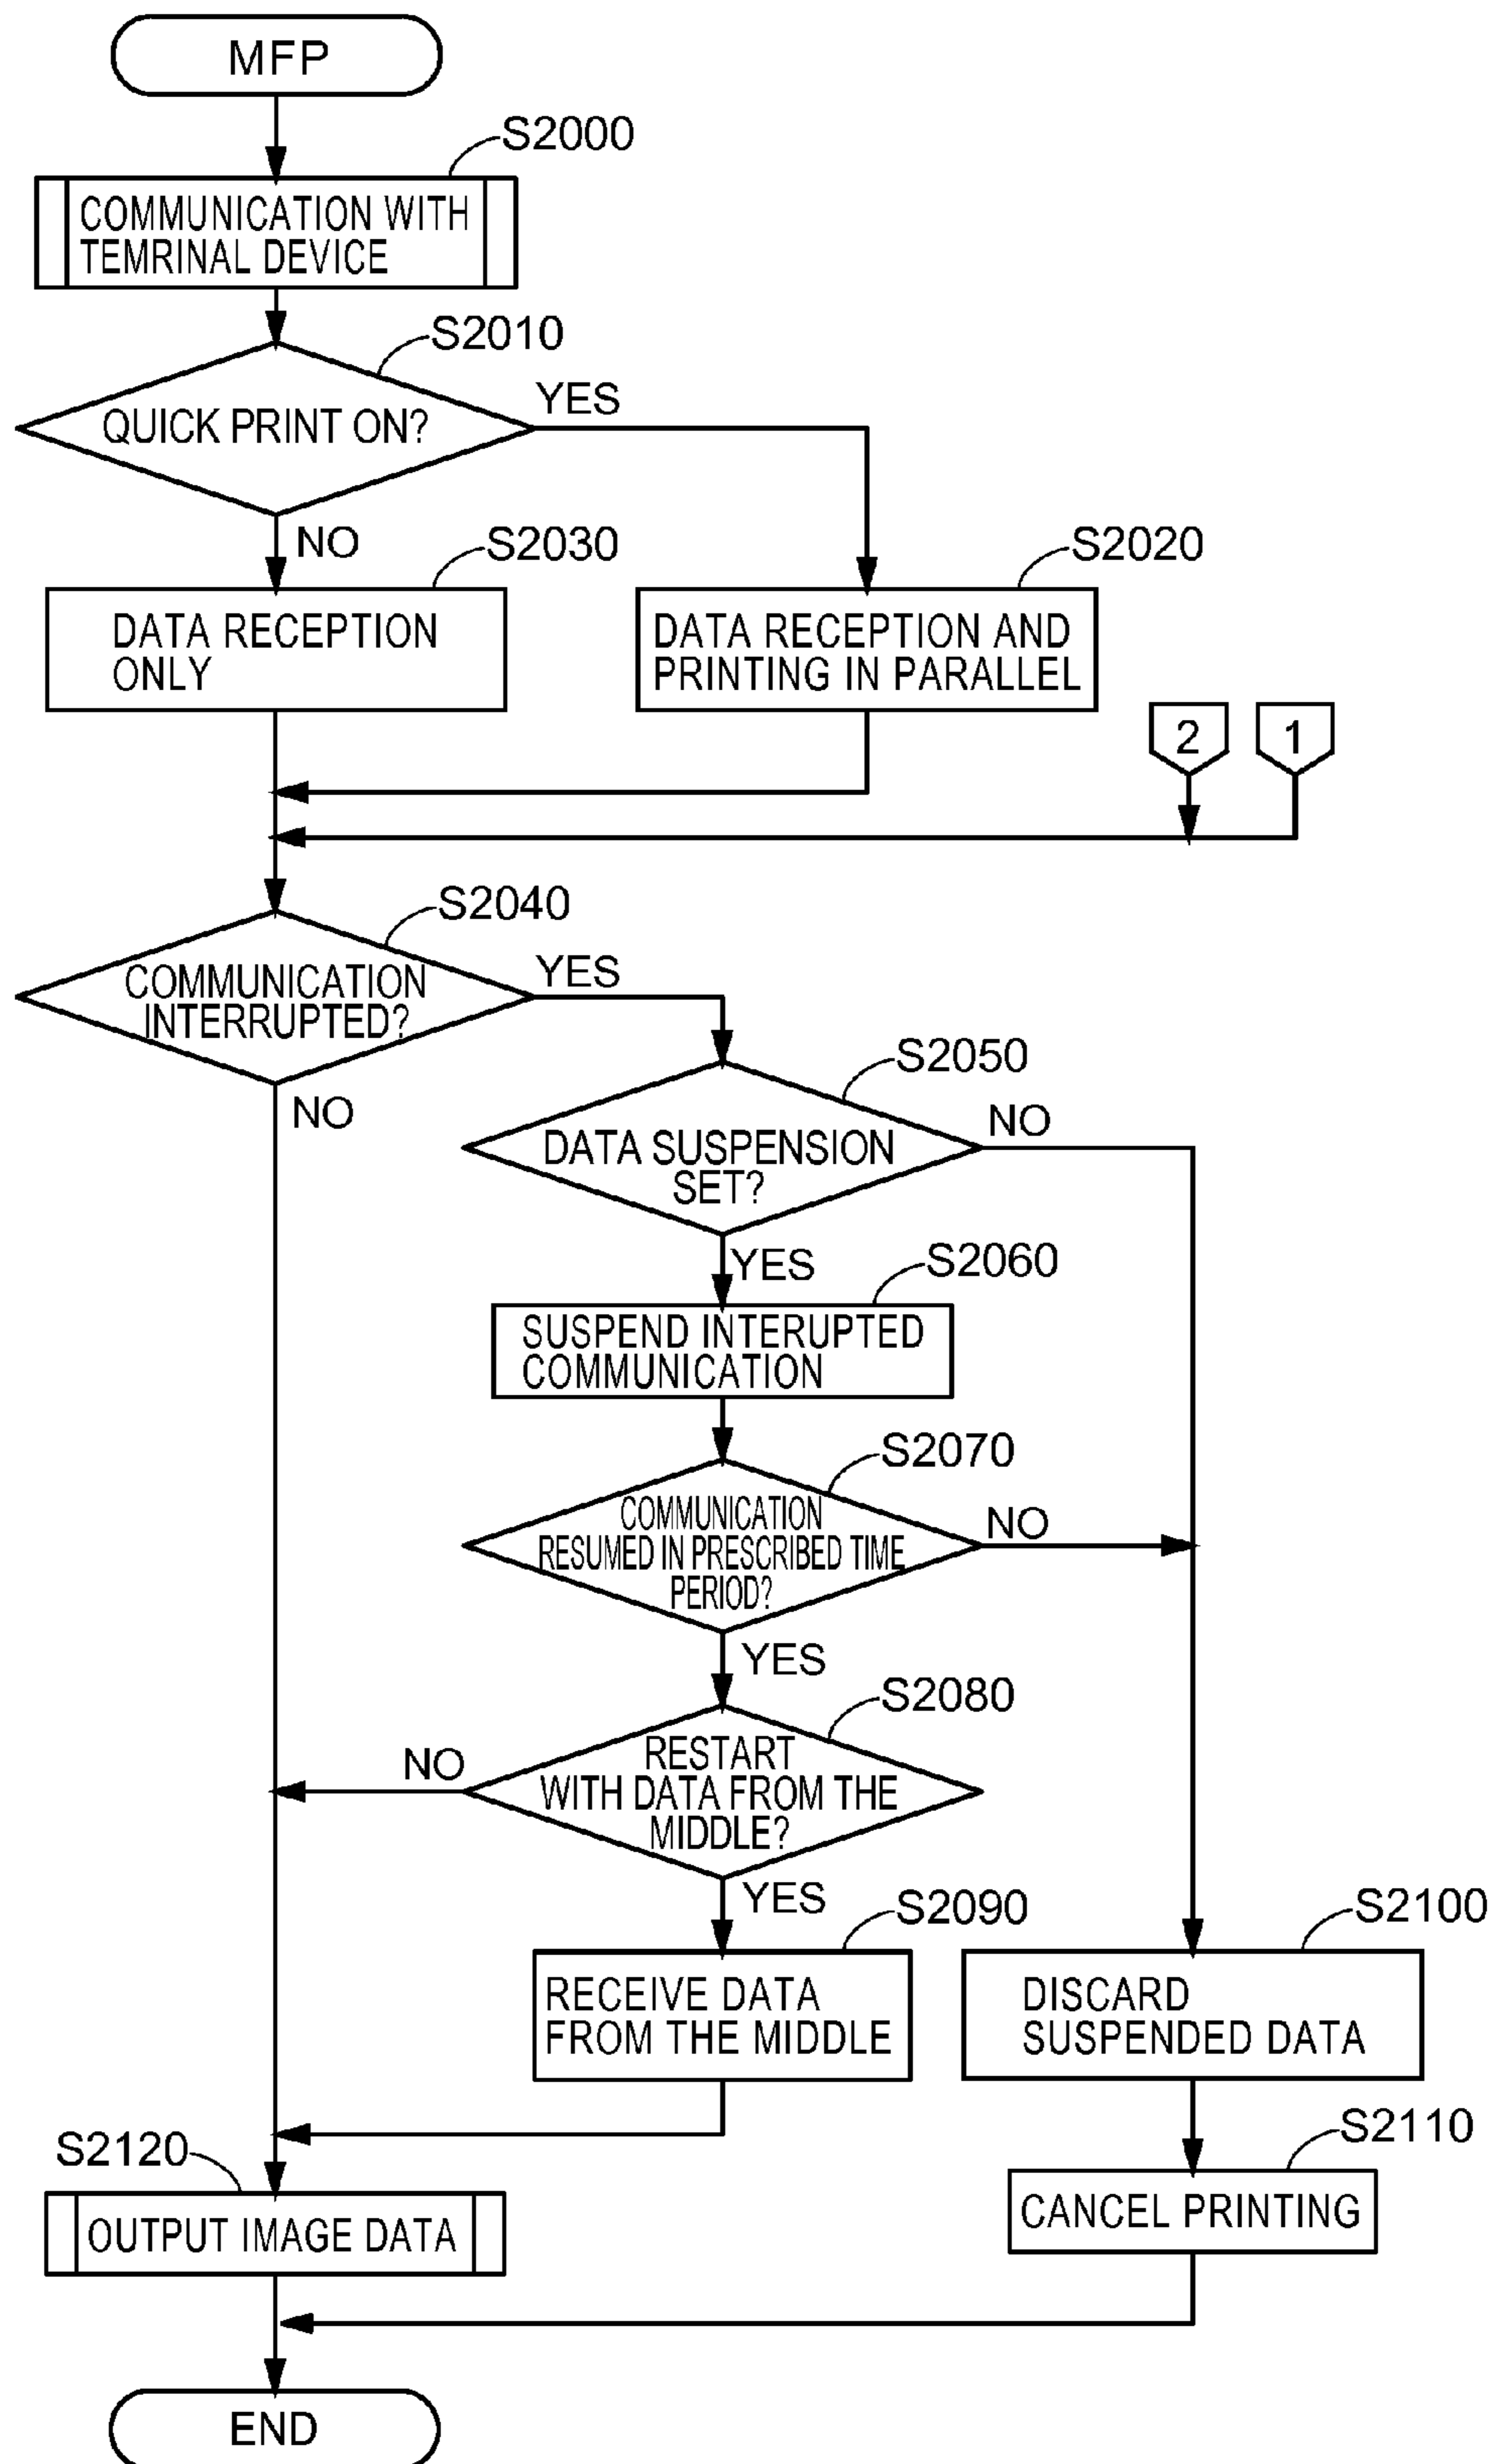 MFP
S2000
COMMUNICATION WITH
TEMRINAL DEVICE
S2010
QUICK PRINT ON?
YES
NO
S2030
S2020
DATA RECEPTION
ONLY
DATA RECEPTION AND
PRINTING IN PARALLEL
2
1
S2040
COMMUNICATION
INTERRUPTED?
YES
NO
S2050
DATA SUSPENSION
SET?
NO
YES
S2060
SUSPEND INTERUPTED
COMMUNICATION
S2070
COMMUNICATION
RESUMED IN PRESCRIBED TIME
PERIOD?
NO
YES
S2080
RESTART
WITH DATA FROM THE
MIDDLE?
NO
YES
S2090
S2100
RECEIVE DATA
FROM THE MIDDLE
DISCARD
SUSPENDED DATA
S2120
S2110
OUTPUT IMAGE DATA
CANCEL PRINTING
END